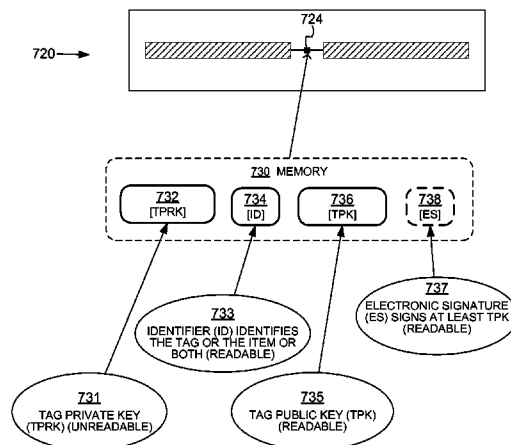 724
720
730 MEMORY
732
[TPRK]
734
[ID]
736
[TPK]
738
[ES]
737
ELECTRONIC SIGNATURE
(ES) SIGNS AT LEAST TPK
(READABLE)
733
IDENTIFIER (ID) IDENTIFIES
THE TAG OR THE ITEM OR
BOTH (READABLE)
731
TAG PRIVATE KEY
(TPRK) (UNREADABLE)
735
TAG PUBLIC KEY (TPK)
(READABLE)